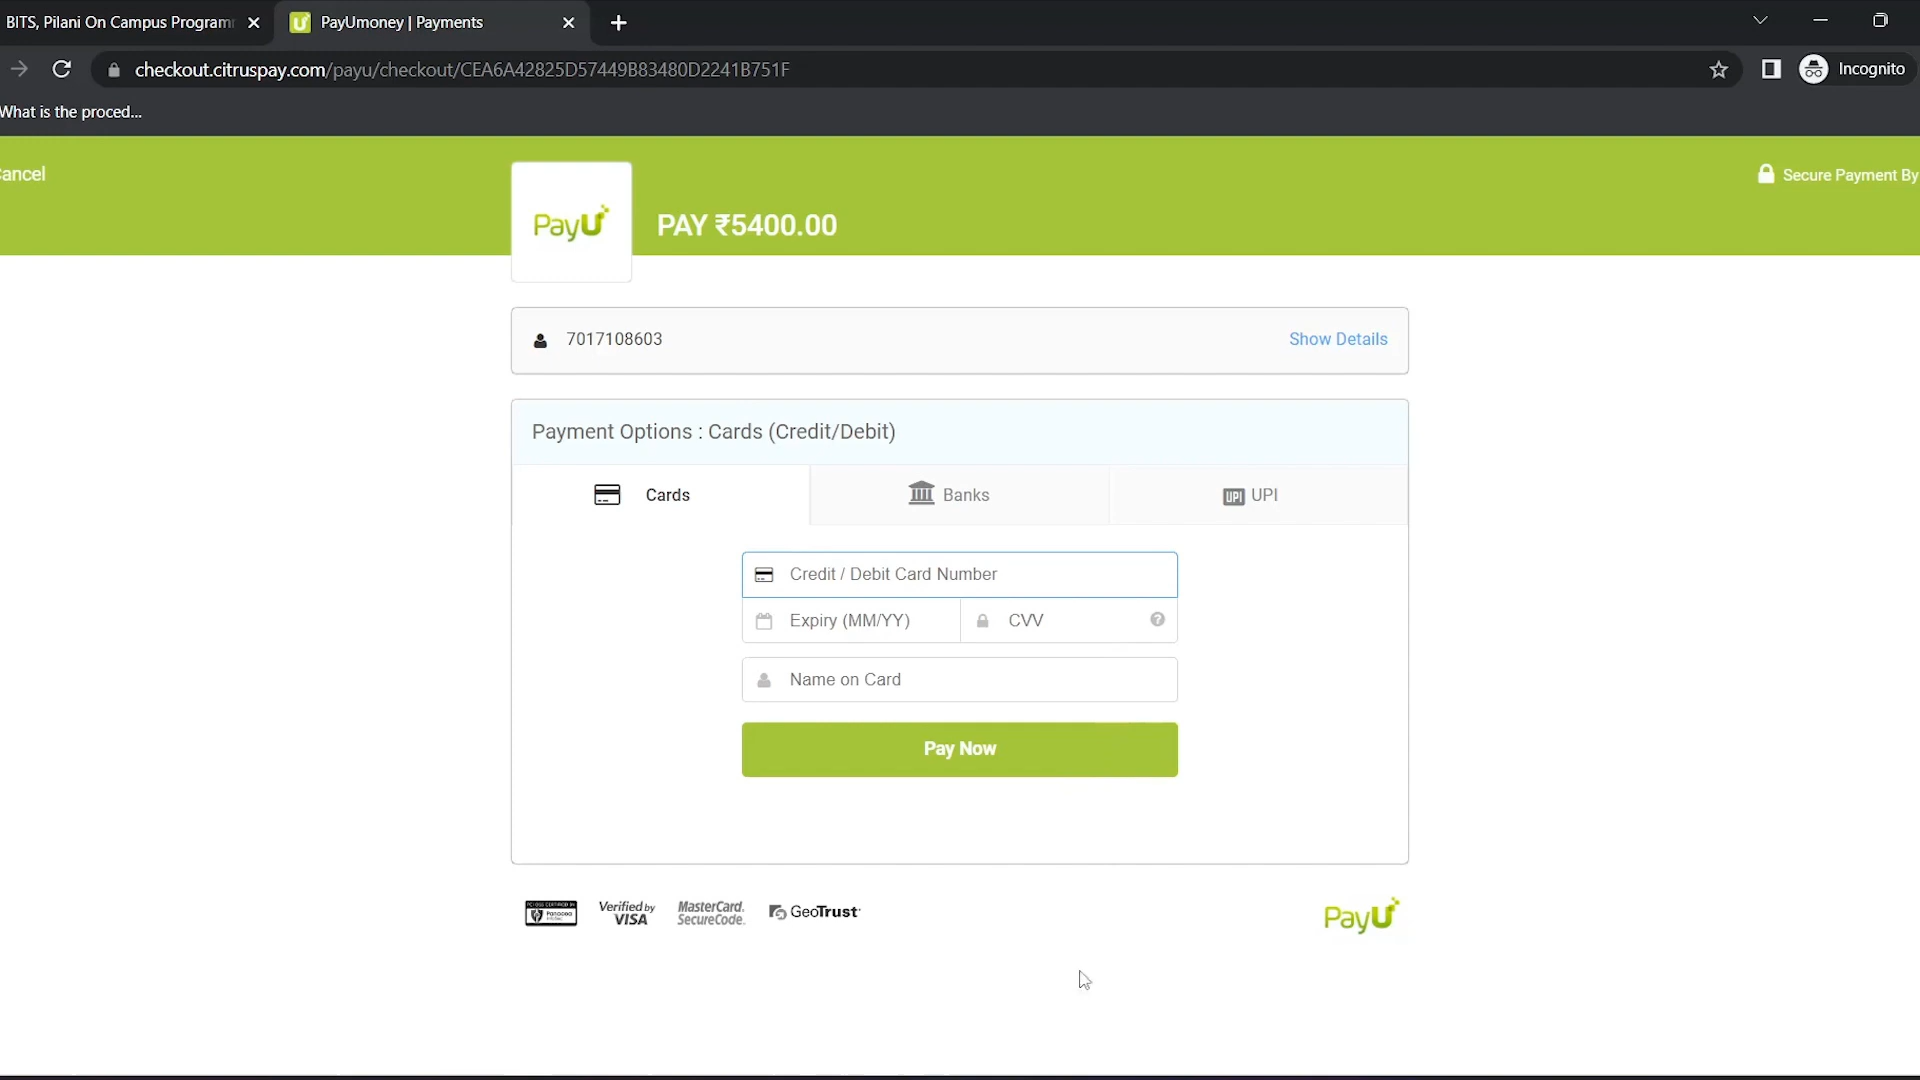 BITS, Pilani On Campus Programm
PayUmoney | Payments
checkout.citruspay.com/payu/checkout/CEA6A42825D57449B83480D2241B751F
Incognito
What is the proced...
ancel
PayU
PAY ₹5400.00
Secure Payment By
7017108603
Show Details
Payment Options : Cards (Credit/Debit)
Cards
Banks
UPI UPI
Credit / Debit Card Number
Expiry (MM/YY)
CVV
?
Name on Card
Pay Now
Verified by
VISA
MasterCard.
SecureCode.
GeoTrust
PayU